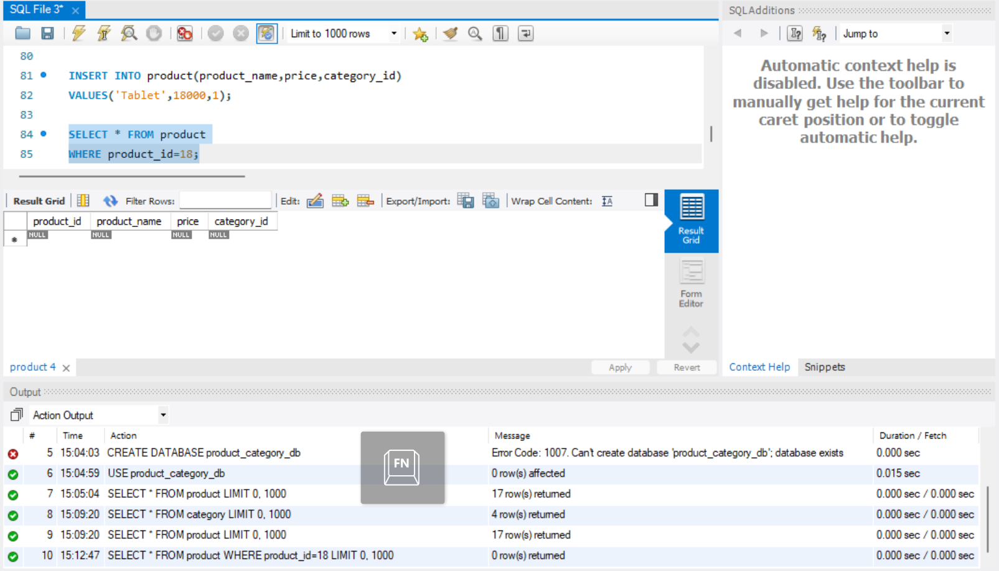 SQL File 3*
SQLAdditions
Limit to 1000 rows
Jump to
80
81 INSERT INTO product(product_name,price,category_id)
82 VALUES('Tablet',18000,1);
83
84 SELECT * FROM product
85 WHERE product_id=18;
Automatic context help is
disabled. Use the toolbar to
manually get help for the current
caret position or to toggle
automatic help.
Result Grid Filter Rows: Edit: Export/Import: Wrap Cell Content:
product_id product_name price category_id
NULL NULL NULL NULL
Result
Grid
Form
Editor
product 4
Apply Revert
Context Help Snippets
Output
Action Output
# Time Action Message Duration / Fetch
5 15:04:03 CREATE DATABASE product_category_db Error Code: 1007. Can't create database 'product_category_db'; database exists 0.000 sec
6 15:04:59 USE product_category_db 0 row(s) affected 0.015 sec
7 15:05:04 SELECT * FROM product LIMIT 0, 1000 17 row(s) returned 0.000 sec / 0.000 sec
8 15:09:20 SELECT * FROM category LIMIT 0, 1000 4 row(s) returned 0.000 sec / 0.000 sec
9 15:09:20 SELECT * FROM product LIMIT 0, 1000 17 row(s) returned 0.000 sec / 0.000 sec
10 15:12:47 SELECT * FROM product WHERE product_id=18 LIMIT 0, 1000 0 row(s) returned 0.000 sec / 0.000 sec
FN